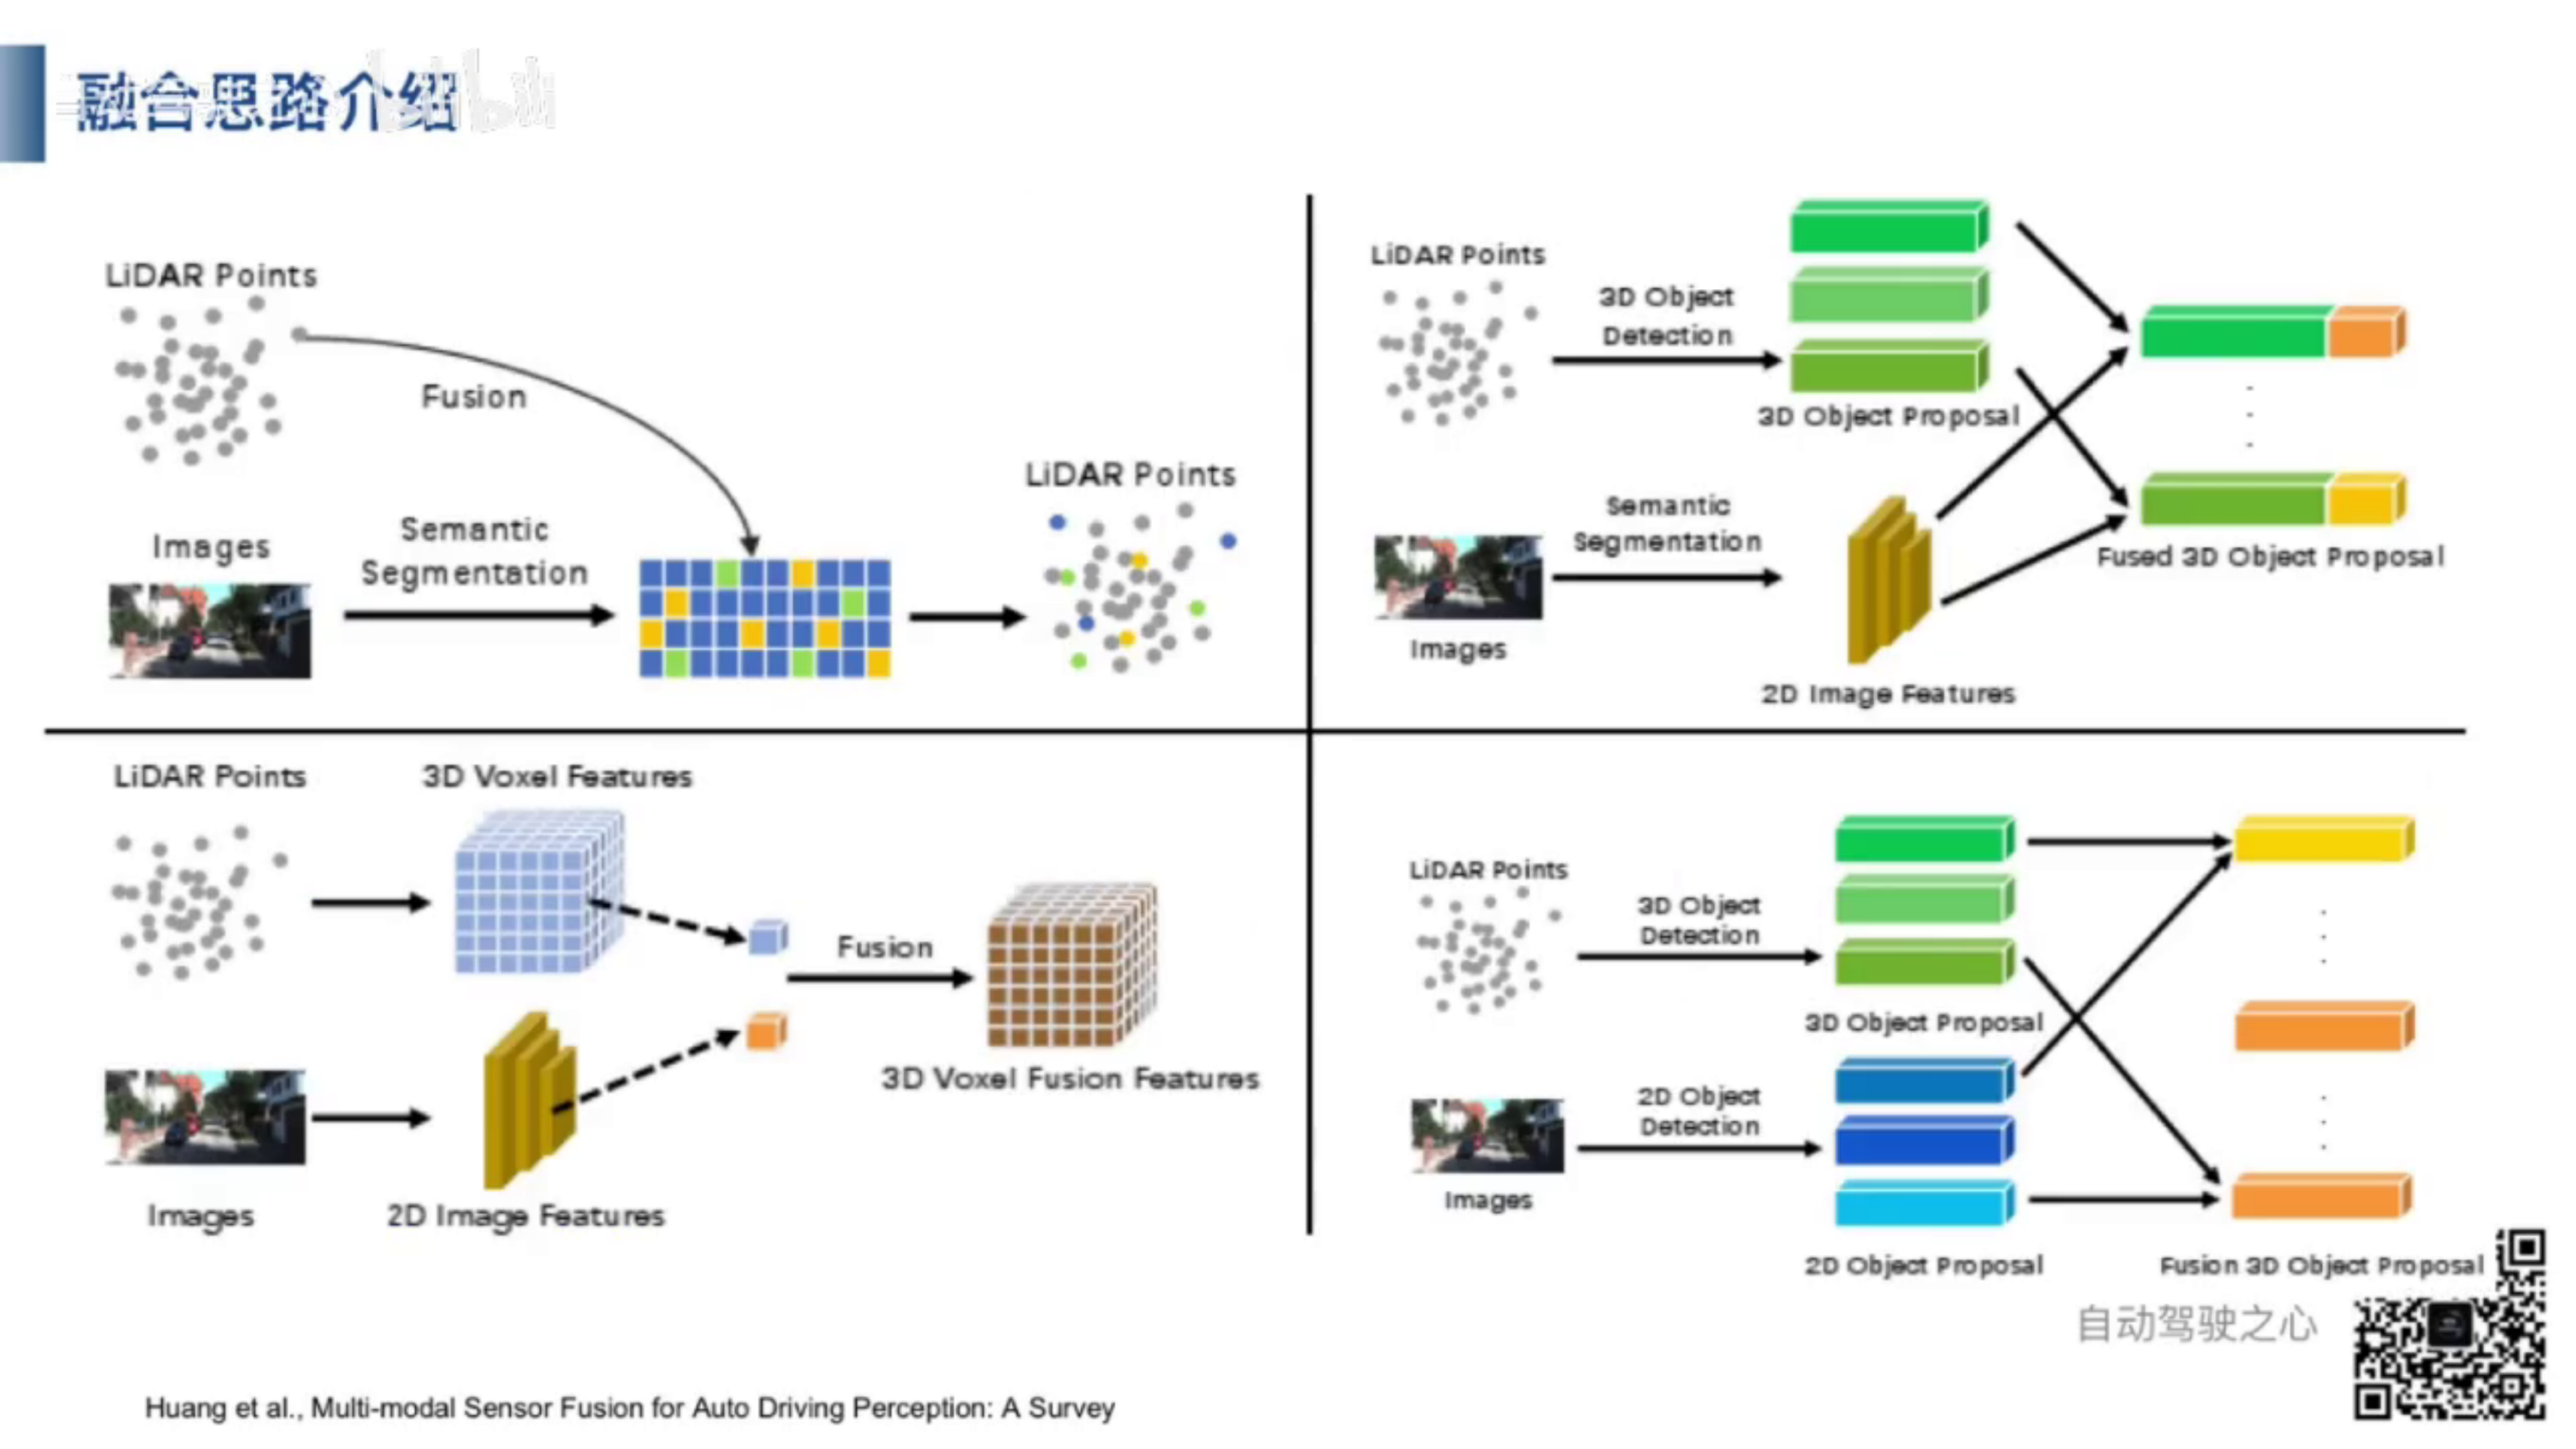 融合思路介绍
LiDAR Points
Fusion
Images
Semantic
Segmentation
LiDAR Points
LiDAR Points
3D Object
Detection
3D Object Proposal
Semantic
Segmentation
Images
2D Image Features
Fused 3D Object Proposal
LiDAR Points
3D Voxel Features
Fusion
3D Voxel Fusion Features
Images
2D Image Features
LiDAR Points
3D Object
Detection
3D Object Proposal
2D Object
Detection
Images
2D Object Proposal
Fusion 3D Object Proposal
自动驾驶之心
Huang et al., Multi-modal Sensor Fusion for Auto Driving Perception: A Survey